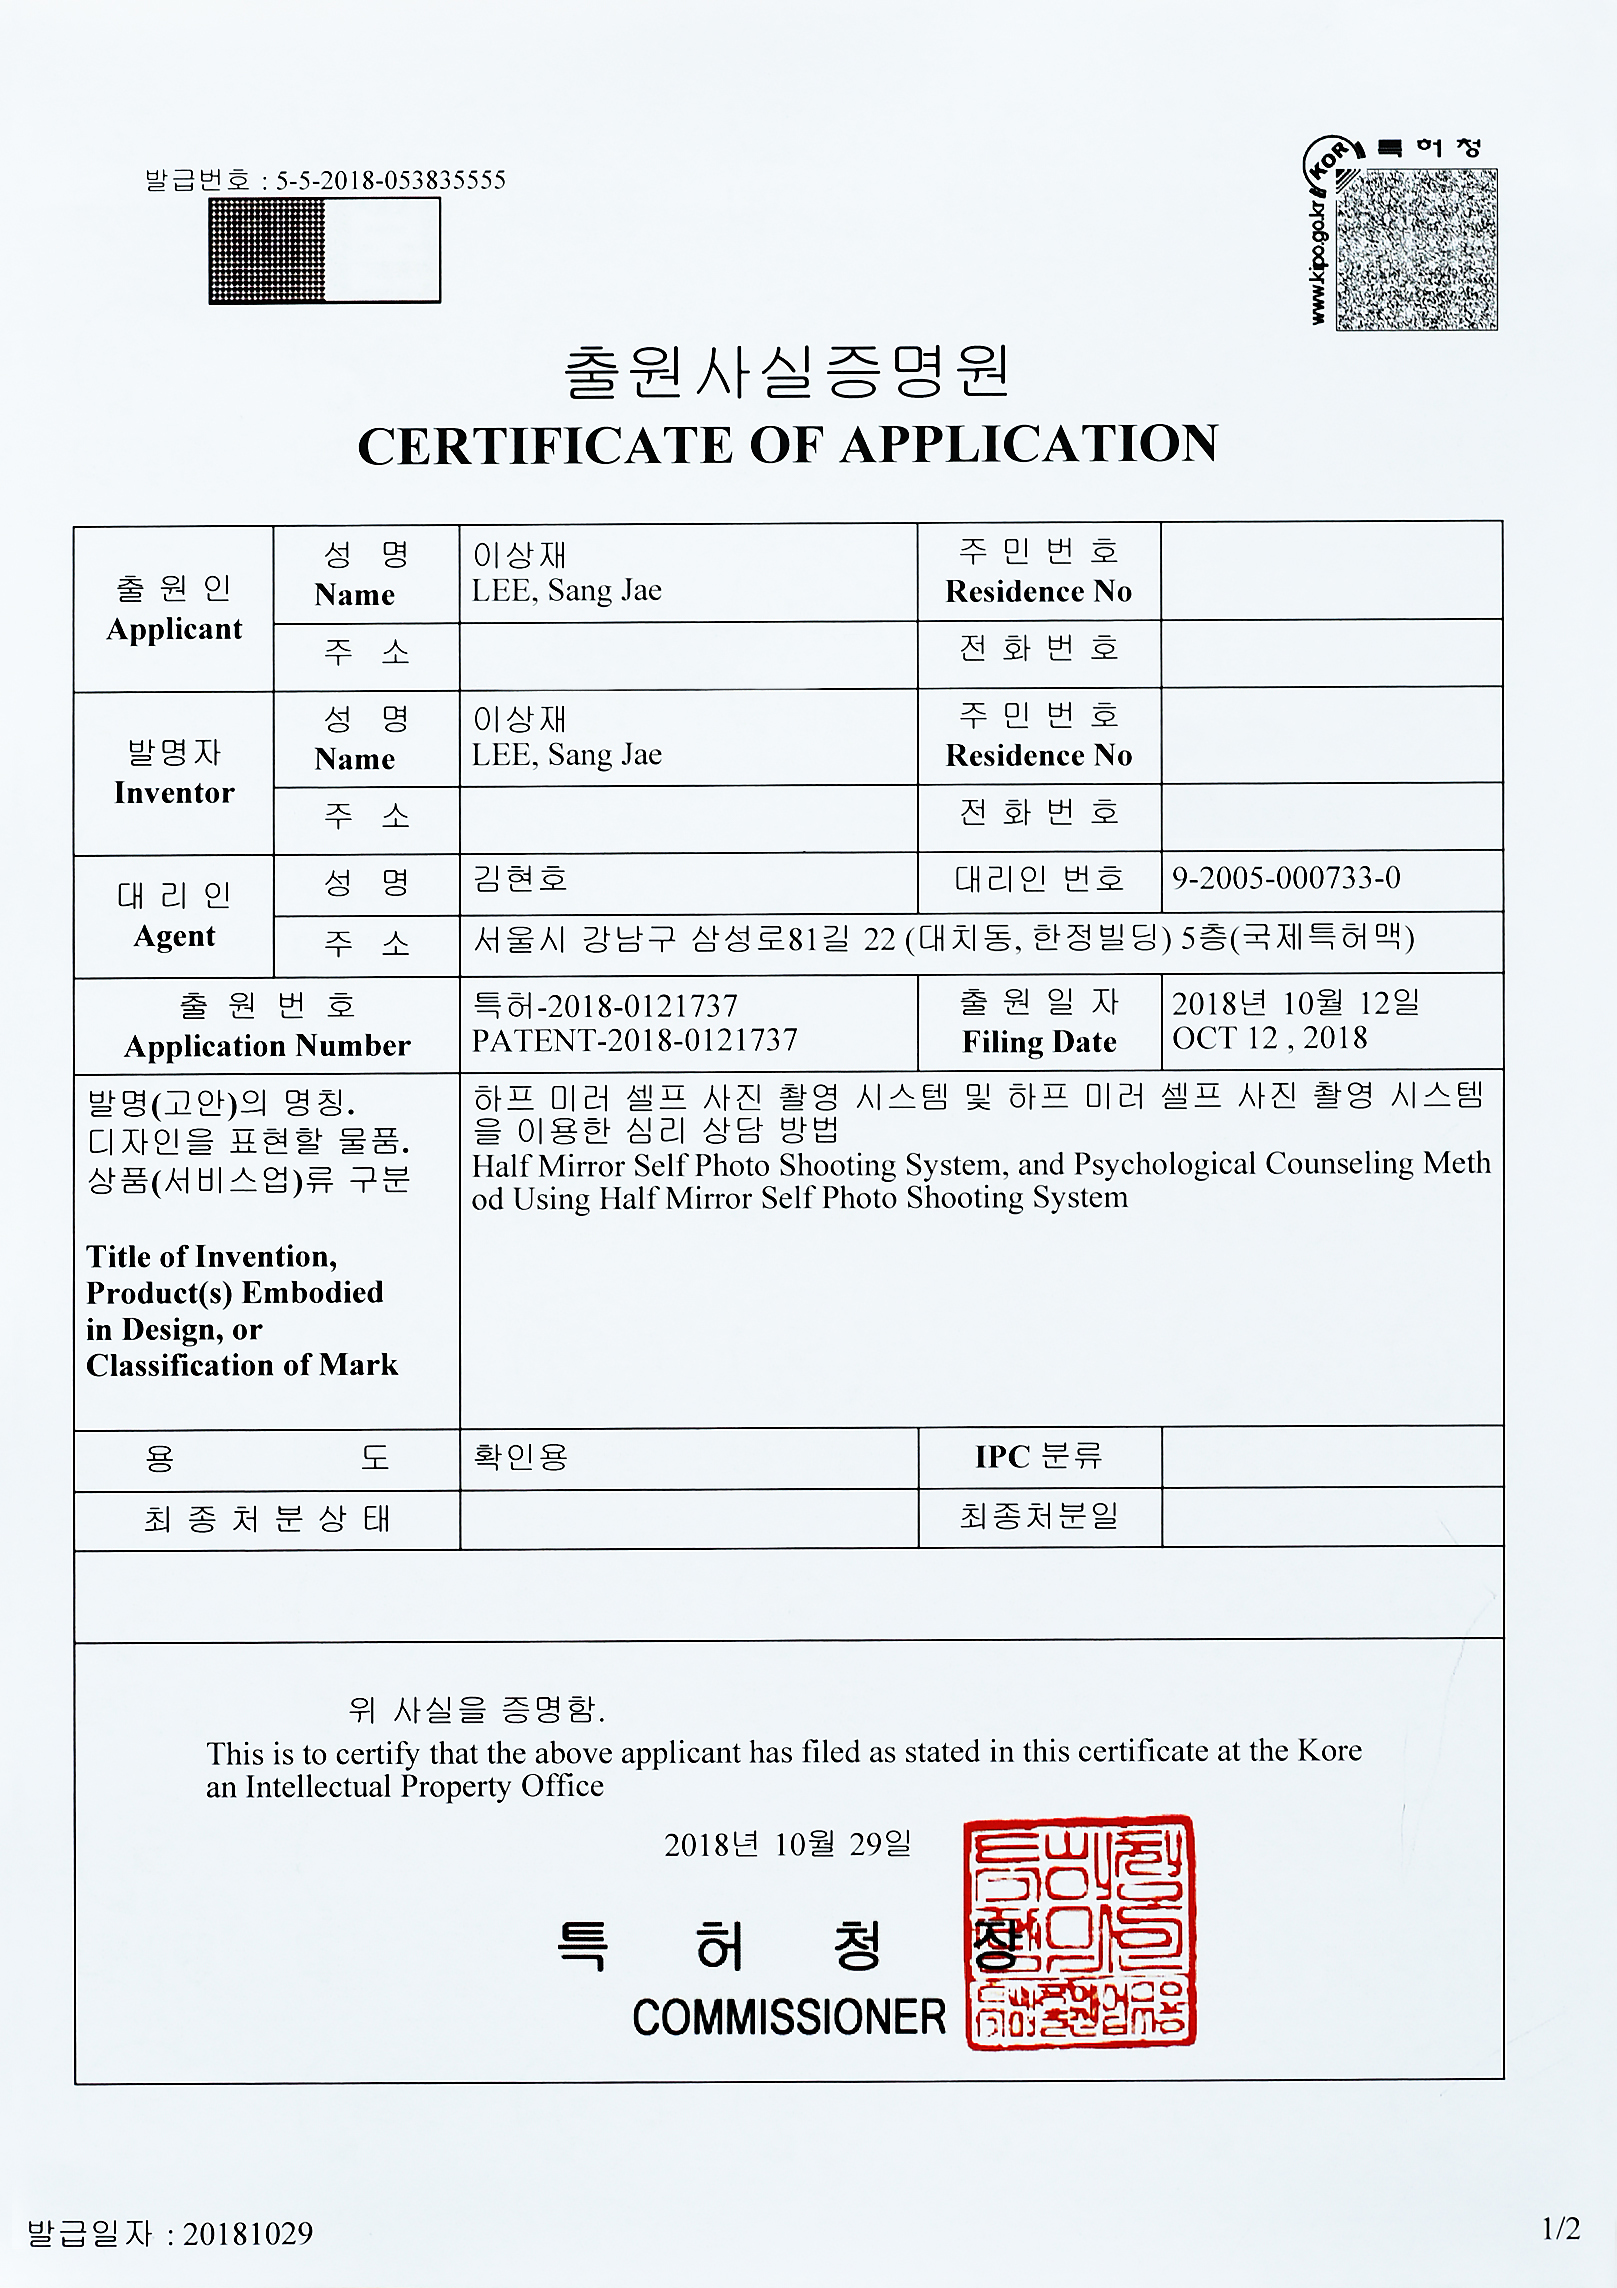 발급번호 : 5-5-2018-053835555
특허청
KOR
www.kipo.go.kr
출원사실증명원
CERTIFICATE OF APPLICATION
출원인
Applicant
성 명
Name
이상재
LEE, Sang Jae
주민번호
Residence No
주 소
전화번호
발명자
Inventor
성 명
Name
이상재
LEE, Sang Jae
주민번호
Residence No
주 소
전화번호
대리인
Agent
성 명
김현호
대리인 번호
9-2005-000733-0
주 소
서울시 강남구 삼성로81길 22 (대치동, 한정빌딩) 5층(국제특허맥)
출원번호
Application Number
특허-2018-0121737
PATENT-2018-0121737
출원일자
Filing Date
2018년 10월 12일
OCT 12 , 2018
발명(고안)의 명칭.
디자인을 표현할 물품.
상품(서비스업)류 구분
Title of Invention,
Product(s) Embodied
in Design, or
Classification of Mark
하프 미러 셀프 사진 촬영 시스템 및 하프 미러 셀프 사진 촬영 시스템
을 이용한 심리 상담 방법
Half Mirror Self Photo Shooting System, and Psychological Counseling Meth
od Using Half Mirror Self Photo Shooting System
용 도
확인용
IPC 분류
최종처분상태
최종처분일
위 사실을 증명함.
This is to certify that the above applicant has filed as stated in this certificate at the Kore
an Intellectual Property Office
2018년 10월 29일
특 허 청 장
COMMISSIONER
발급일자 : 20181029
1/2